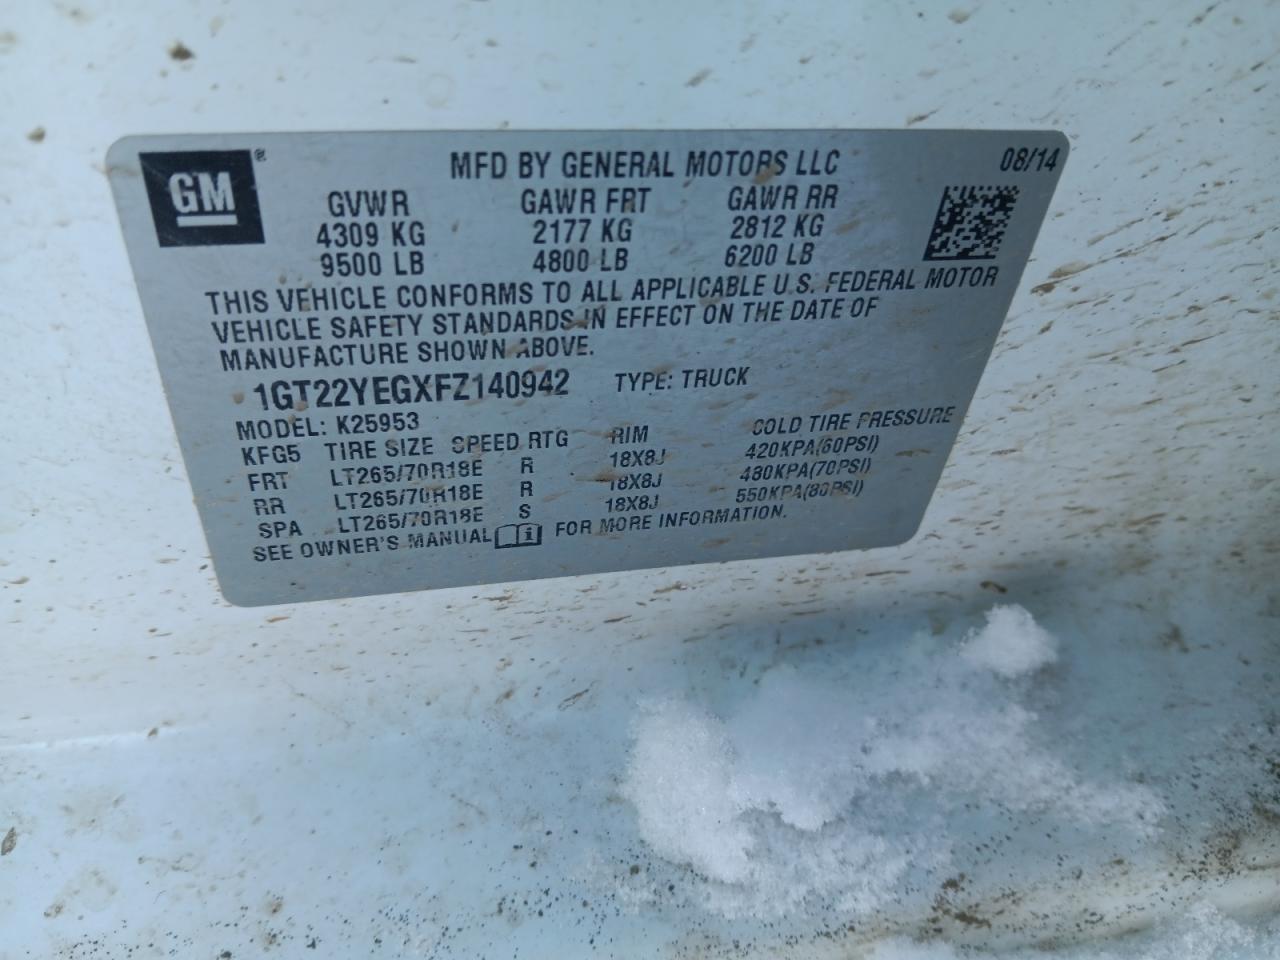 GM® MFD BY GENERAL MOTORS LLC 08/14
GVWR GAWR FRT GAWR RR
4309 KG 2177 KG 2812 KG
9500 LB 4800 LB 6200 LB
THIS VEHICLE CONFORMS TO ALL APPLICABLE U.S. FEDERAL MOTOR
VEHICLE SAFETY STANDARDS IN EFFECT ON THE DATE OF
MANUFACTURE SHOWN ABOVE.
1GT22YEGXFZ140942 TYPE: TRUCK
MODEL: K25953
KFG5 TIRE SIZE SPEED RTG RIM COLD TIRE PRESSURE
FRT LT265/70R18E R 18X8J 420KPA(60PSI)
RR LT265/70R18E R 18X8J 480KPA(70PSI)
SPA LT265/70R18E S 18X8J 550KPA(80PSI)
SEE OWNER'S MANUAL FOR MORE INFORMATION.